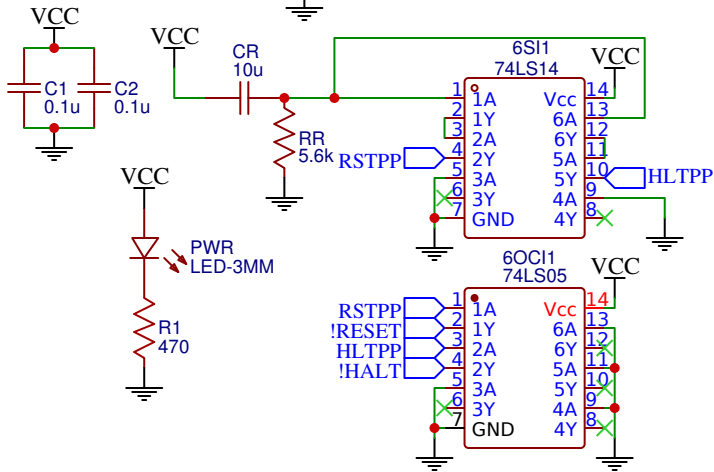 VCC
C1
0.1u
C2
0.1u
VCC
CR
10u
RR
5.6k
6SI1
74LS14
VCC
1 1A
2 1Y
3 2A
4 2Y
5 3A
6 3Y
7 GND
Vcc 14
6A 13
6Y 12
5A 11
5Y 10
4A 9
4Y 8
RSTPP
HLTPP
VCC
PWR
LED-3MM
R1
470
6OCI1
74LS05
VCC
RSTPP 1 1A
!RESET 2 1Y
HLTPP 3 2A
!HALT 4 2Y
5 3A
6 3Y
7 GND
Vcc 14
6A 13
6Y 12
5A 11
5Y 10
4A 9
4Y 8